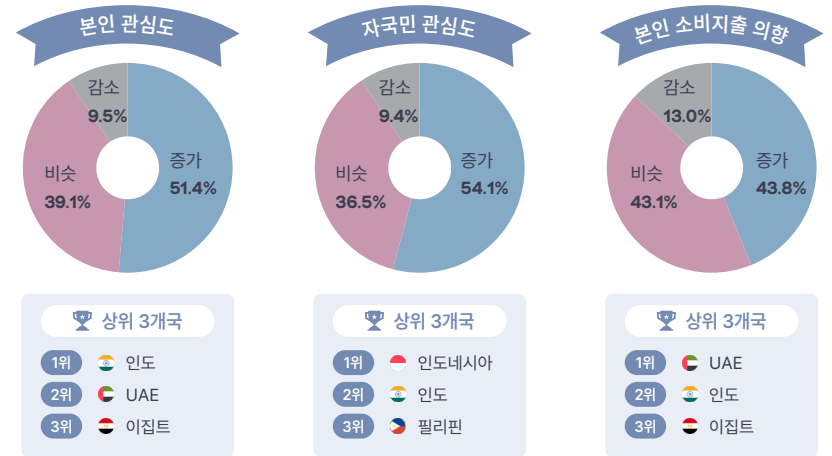 본인 관심도
감소
9.5%
비슷
39.1%
증가
51.4%
상위 3개국
1위 인도
2위 UAE
3위 이집트
자국민 관심도
감소
9.4%
비슷
36.5%
증가
54.1%
상위 3개국
1위 인도네시아
2위 인도
3위 필리핀
본인 소비지출 의향
감소
13.0%
비슷
43.1%
증가
43.8%
상위 3개국
1위 UAE
2위 인도
3위 이집트